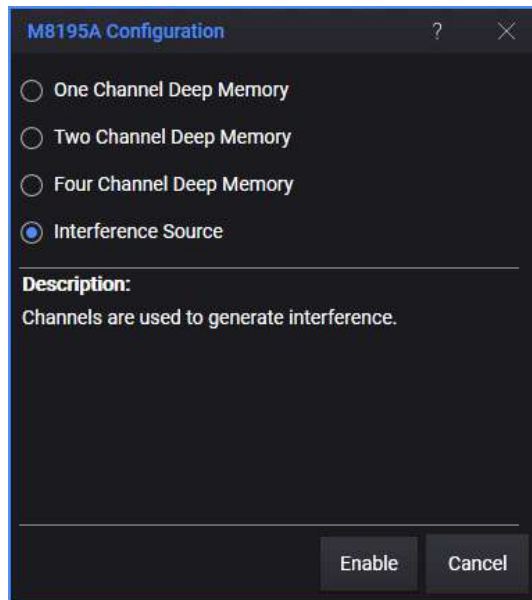 M8195A Configuration ?
One Channel Deep Memory
Two Channel Deep Memory
Four Channel Deep Memory
Interference Source
Description:
Channels are used to generate interference.
Enable Cancel